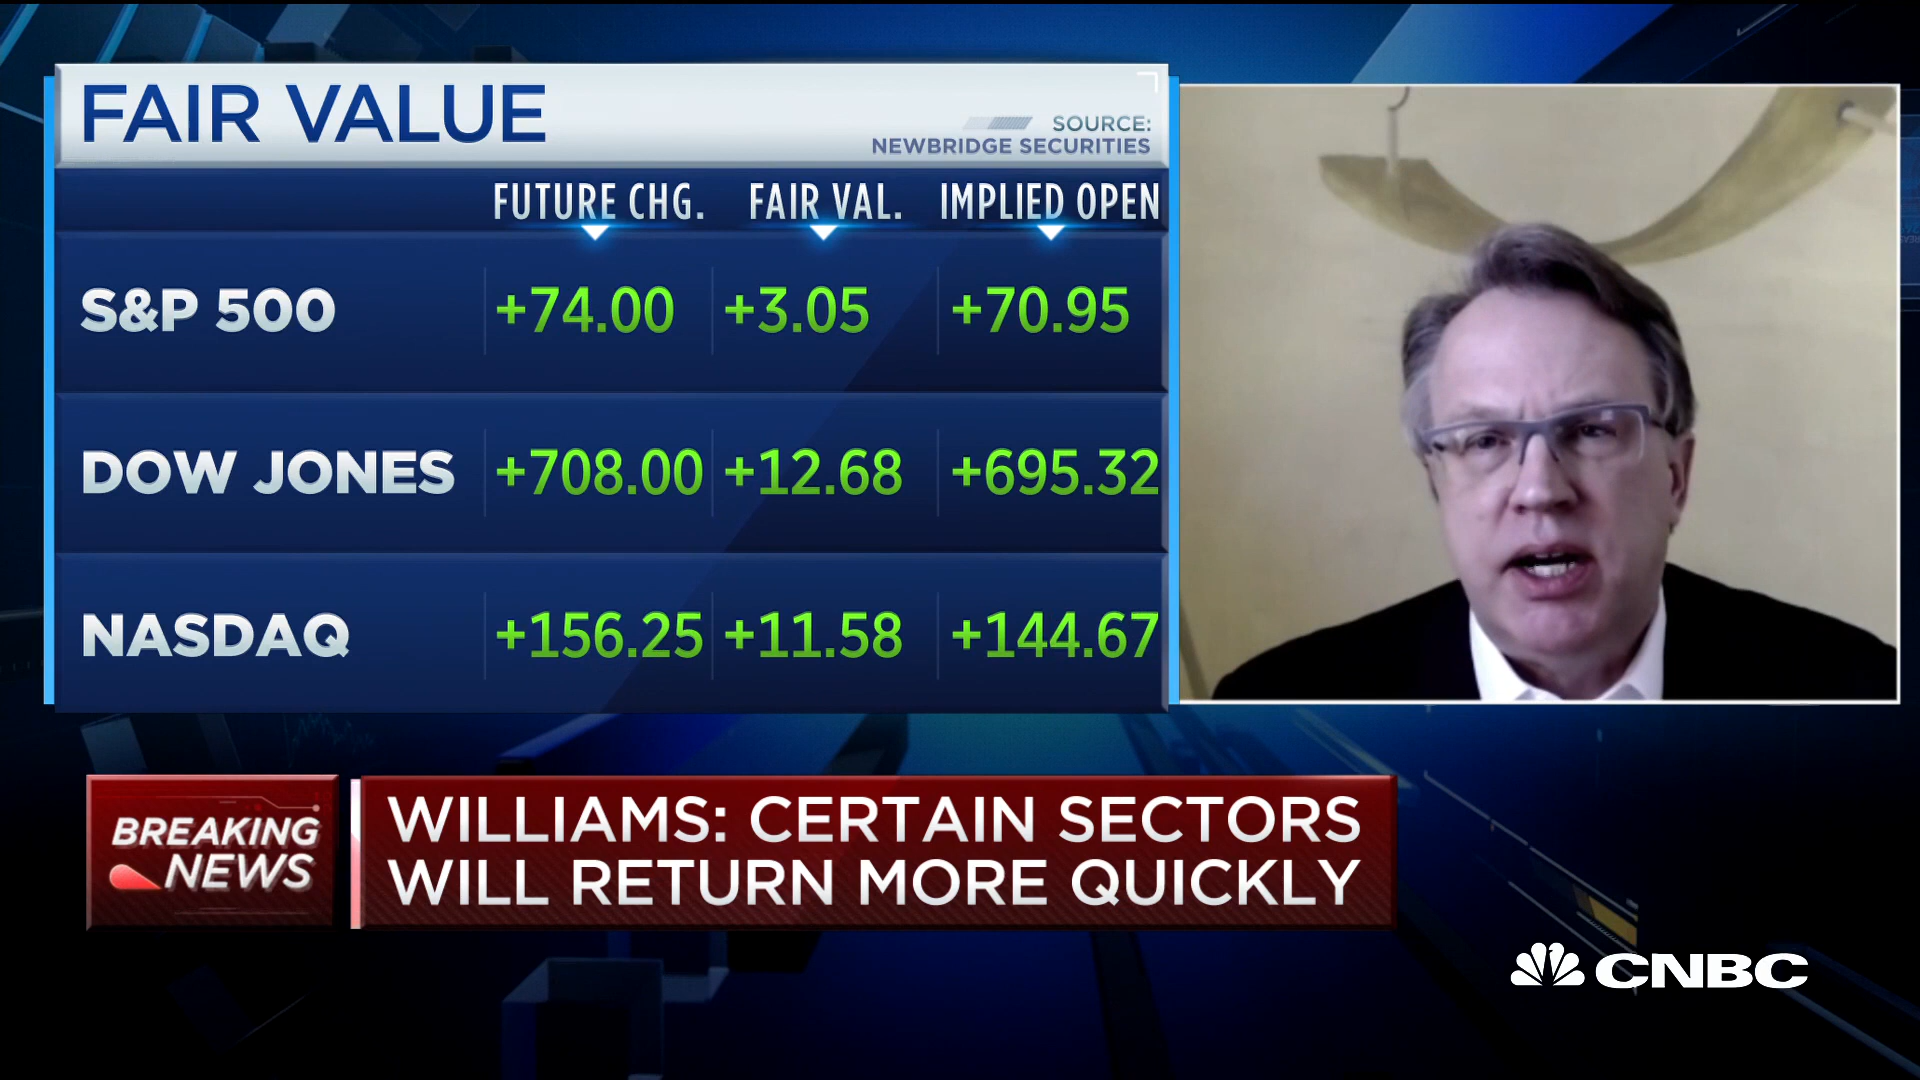 FAIR VALUE
SOURCE:
NEWBRIDGE SECURITIES
FUTURE CHG. FAIR VAL. IMPLIED OPEN
S&P 500 +74.00 +3.05 +70.95
DOW JONES +708.00 +12.68 +695.32
NASDAQ +156.25 +11.58 +144.67
BREAKING
NEWS
WILLIAMS: CERTAIN SECTORS
WILL RETURN MORE QUICKLY
CNBC